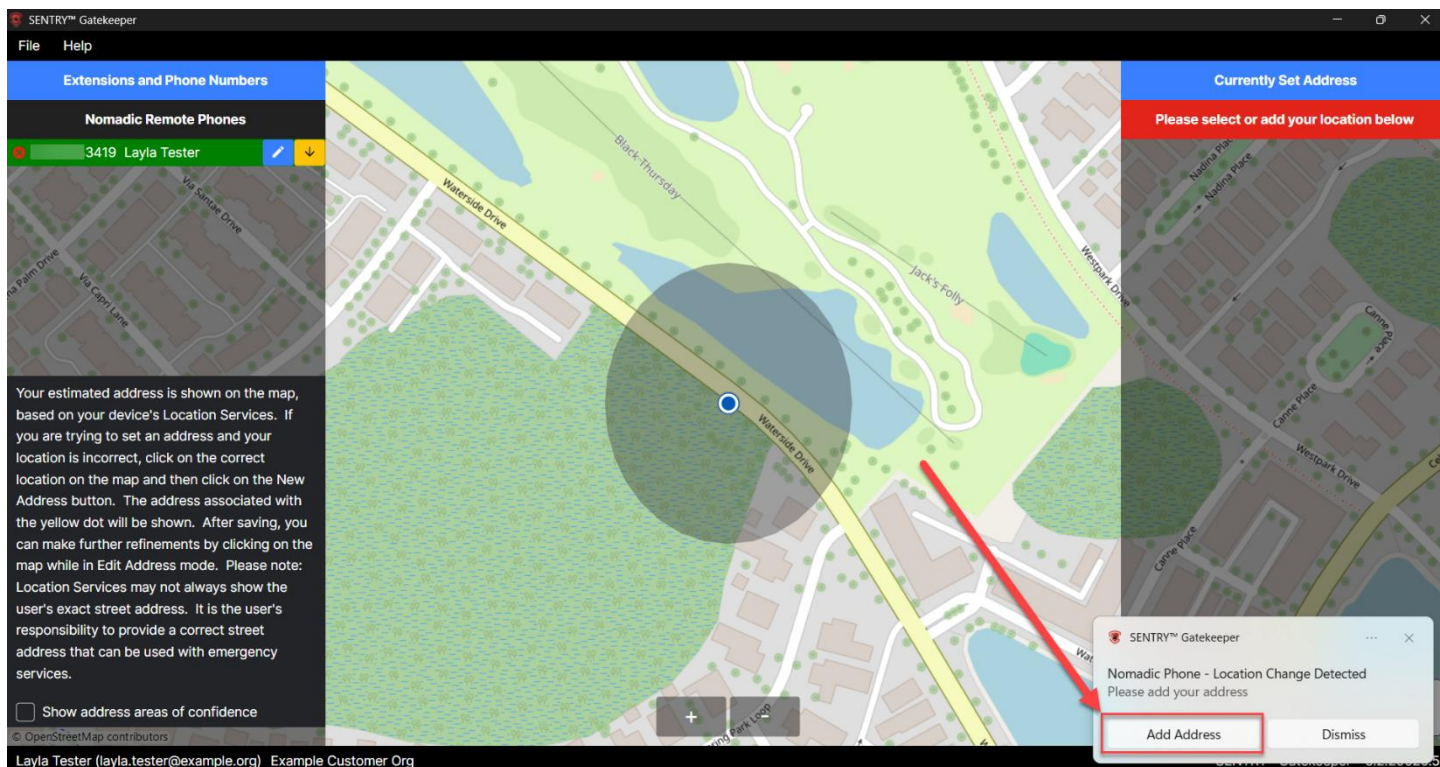 SENTRY™ Gatekeeper
File Help
Extensions and Phone Numbers
Nomadic Remote Phones
3419 Layla Tester
Your estimated address is shown on the map,
based on your device's Location Services. If
you are trying to set an address and your
location is incorrect, click on the correct
location on the map and then click on the New
Address button. The address associated with
the yellow dot will be shown. After saving, you
can make further refinements by clicking on the
map while in Edit Address mode. Please note:
Location Services may not always show the
user's exact street address. It is the user's
responsibility to provide a correct street
address that can be used with emergency
services.
Show address areas of confidence
© OpenStreetMap contributors
Via Santae Drive
Palm Drive
Via Capri Lane
Black-Thursday
Waterside Drive
Jack's Folly
Westpark Drive
Waterside Drive
Park Loop
+
-
Currently Set Address
Please select or add your location below
Nadina Place
Nadina Place
Canne Place
Canne Place
Westpark Drive
Canne Place
SENTRY™ Gatekeeper
Nomadic Phone - Location Change Detected
Please add your address
Add Address
Dismiss
Layla Tester (layla.tester@example.org) Example Customer Org